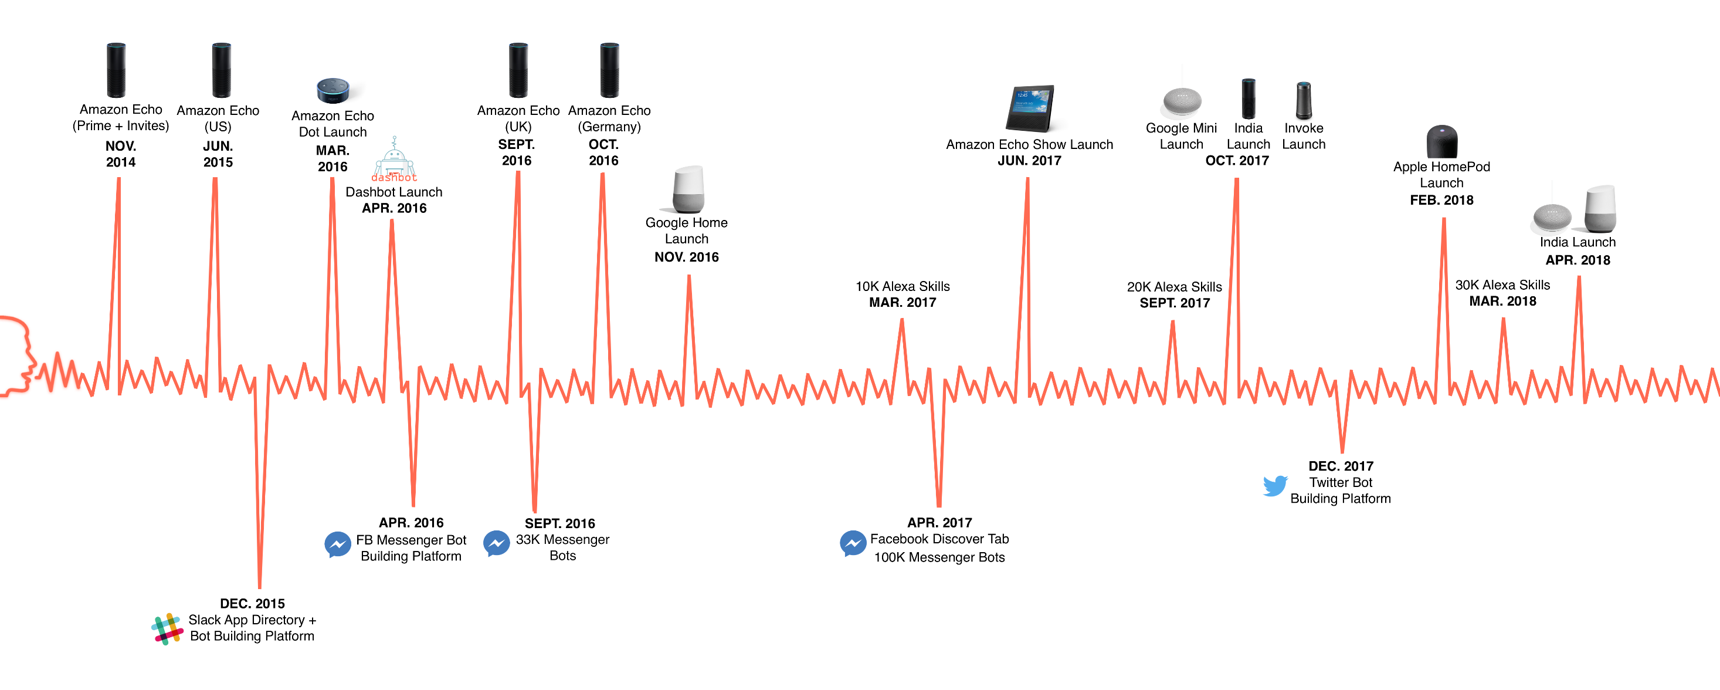 Amazon Echo
(Prime + Invites)
NOV.
2014
Amazon Echo
(US)
JUN.
2015
Amazon Echo
Dot Launch
MAR.
2016
dashbot
Dashbot Launch
APR. 2016
Amazon Echo
(UK)
SEPT.
2016
Amazon Echo
(Germany)
OCT.
2016
Google Home
Launch
NOV. 2016
10K Alexa Skills
MAR. 2017
Amazon Echo Show Launch
JUN. 2017
20K Alexa Skills
SEPT. 2017
Google Mini
Launch
India
Launch
Invoke
Launch
OCT. 2017
Apple HomePod
Launch
FEB. 2018
30K Alexa Skills
MAR. 2018
India Launch
APR. 2018
DEC. 2015
Slack App Directory +
Bot Building Platform
APR. 2016
FB Messenger Bot
Building Platform
SEPT. 2016
33K Messenger
Bots
APR. 2017
Facebook Discover Tab
100K Messenger Bots
DEC. 2017
Twitter Bot
Building Platform